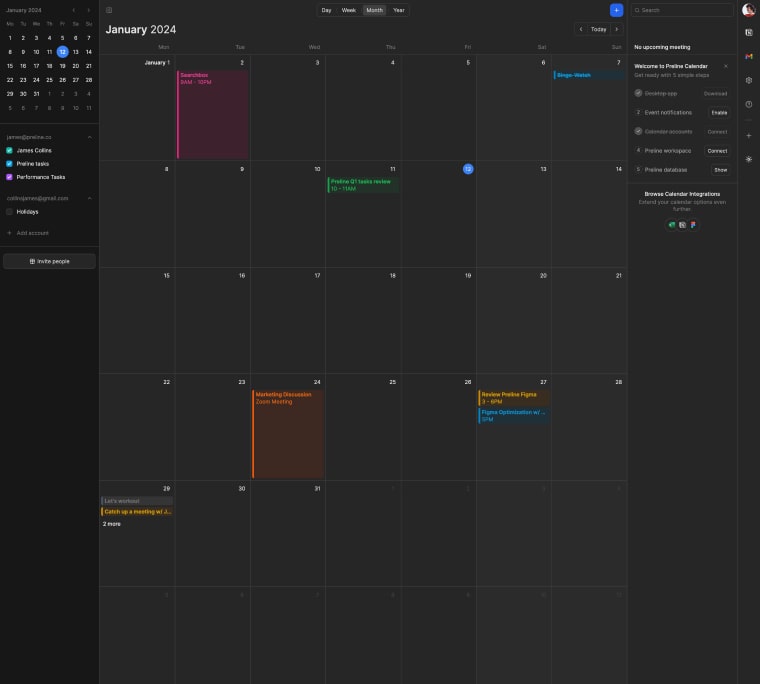 January 2024
Mo Tu We Th Fr Sa Su
1 2 3 4 5 6 7
8 9 10 11 12 13 14
15 16 17 18 19 20 21
22 23 24 25 26 27 28
29 30 31 1 2 3 4
5 6 7 8 9 10 11
james@preline.co
James Collins
Preline tasks
Performance Tasks
collinsjames@gmail.com
Holidays
Add account
Invite people
Day Week Month Year
January 2024
Today
Mon Tue Wed Thu Fri Sat Sun
January 1 2 3 4 5 6 7
Searchbox
9AM - 10PM
Binge-Watch
8 9 10 11 12 13 14
Preline Q1 tasks review
10 - 11AM
15 16 17 18 19 20 21
22 23 24 25 26 27 28
Marketing Discussion
Zoom Meeting
Review Preline Figma
3 - 6PM
Figma Optimization w/ ...
5PM
29 30 31 1 2 3 4
Let's workout
Catch up a meeting w/ J...
2 more
5 6 7 8 9 10 11
Search
No upcoming meeting
Welcome to Preline Calendar
Get ready with 5 simple steps
Desktop app Download
2 Event notifications Enable
Calendar accounts Connect
4 Preline workspace Connect
5 Preline database Show
Browse Calendar Integrations
Extend your calendar options even
further